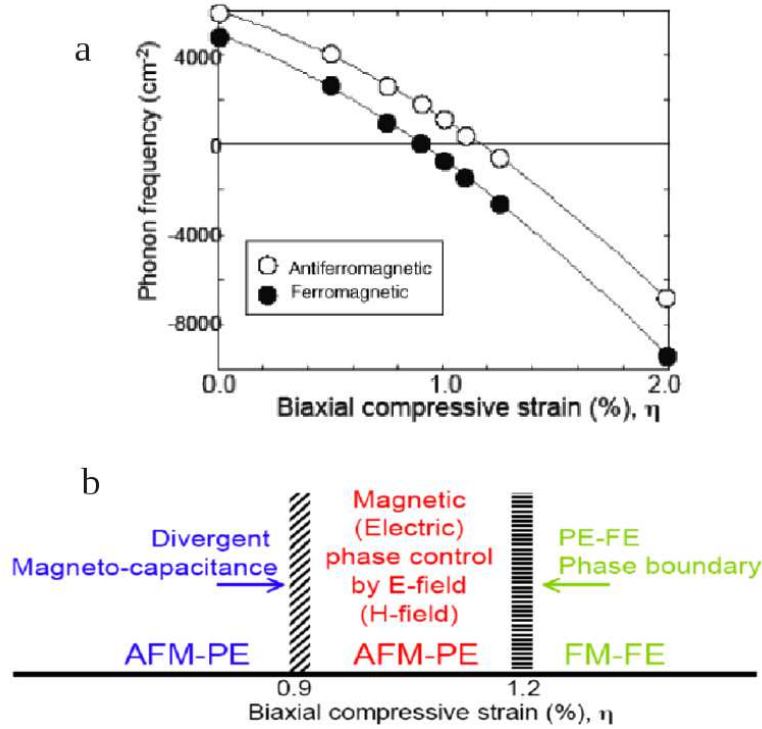 a
Phonon frequency (cm-2)
4000
0
-4000
-8000
Antiferromagnetic
Ferromagnetic
0.0 1.0 2.0
Biaxial compressive strain (%), η
b
Divergent
Magneto-capacitance
Magnetic
(Electric)
phase control
by E-field
(H-field)
PE-FE
Phase boundary
AFM-PE AFM-PE FM-FE
0.9 1.2
Biaxial compressive strain (%), η